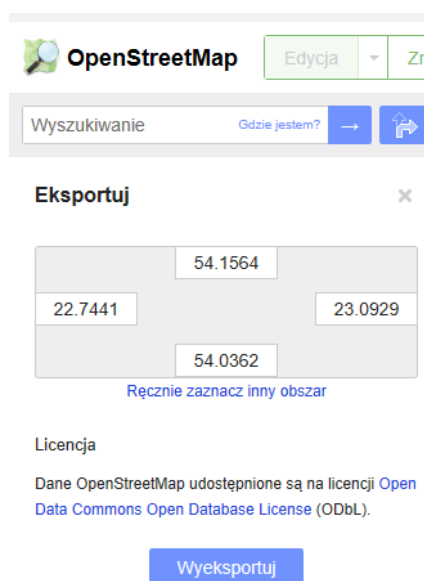 OpenStreetMap
Edycja
Wyszukiwanie
Gdzie jestem?
Eksportuj
54.1564
22.7441
23.0929
54.0362
Ręcznie zaznacz inny obszar
Licencja
Dane OpenStreetMap udostępnione są na licencji Open
Data Commons Open Database License (ODbL).
Wyeksportuj